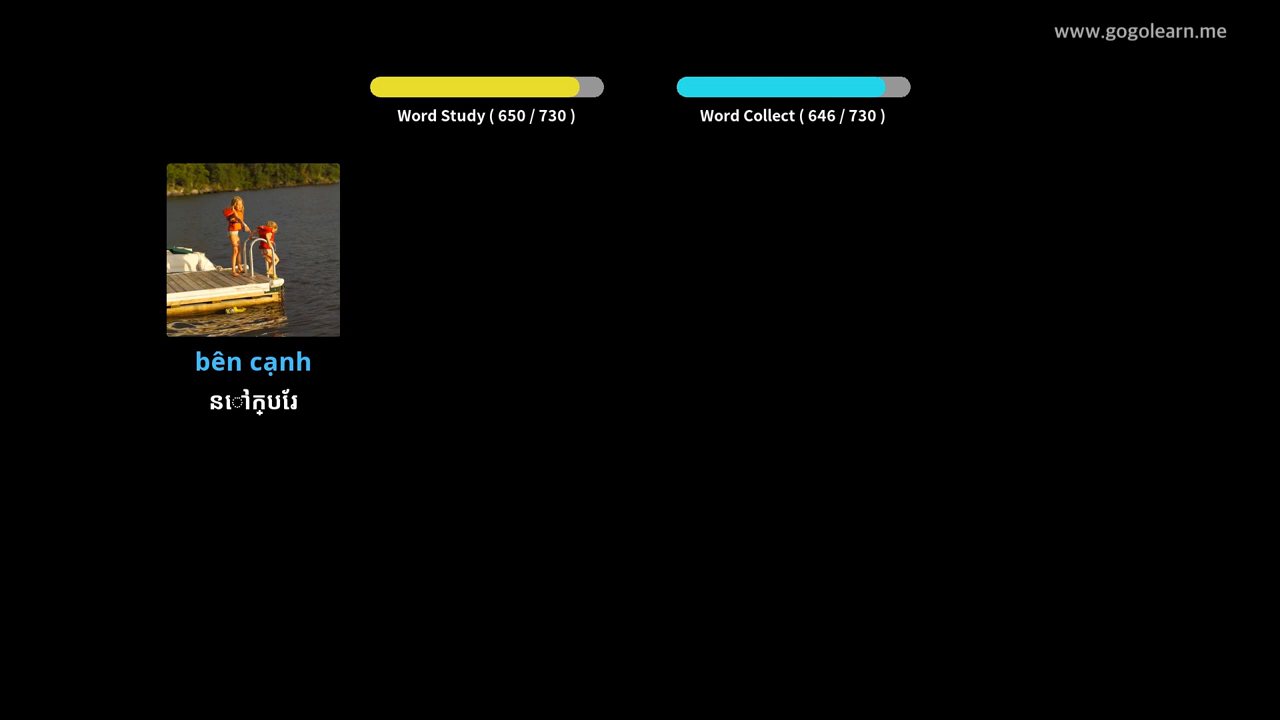 www.gogolearn.me
Word Study ( 650 / 730 )
Word Collect ( 646 / 730 )
bên cạnh
នៅក្បែរ